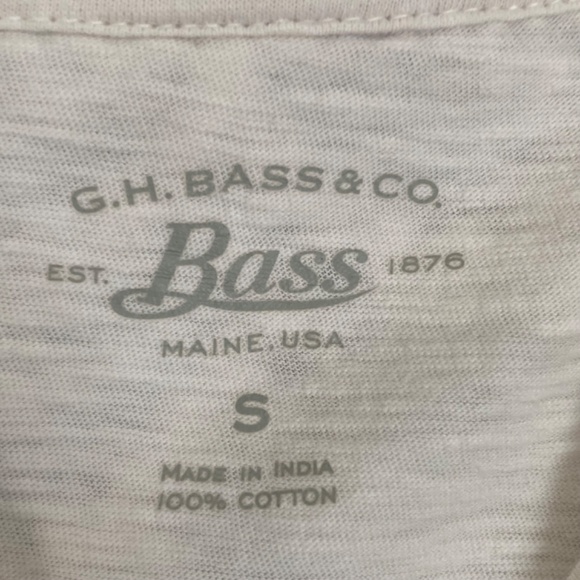 G.H. BASS & CO.
EST. Bass 1876
MAINE, USA
S
MADE IN INDIA
100% COTTON